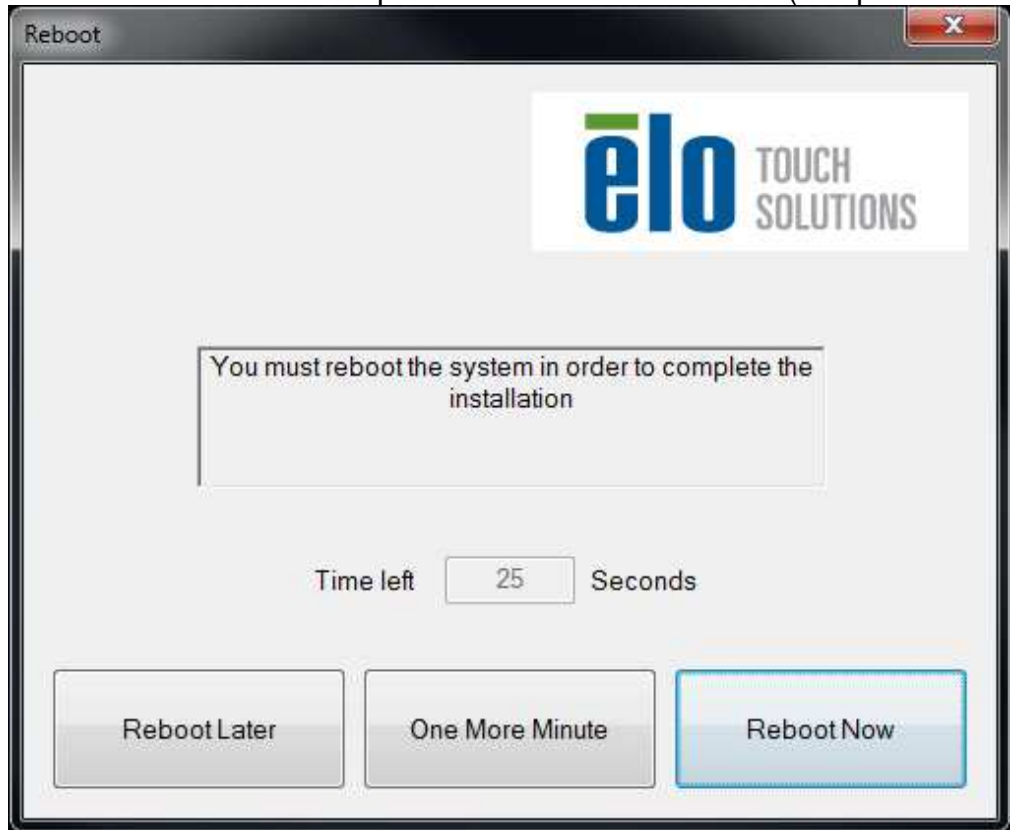 Reboot
ēlo TOUCH
SOLUTIONS
You must reboot the system in order to complete the
installation
Time left 25 Seconds
Reboot Later One More Minute Reboot Now